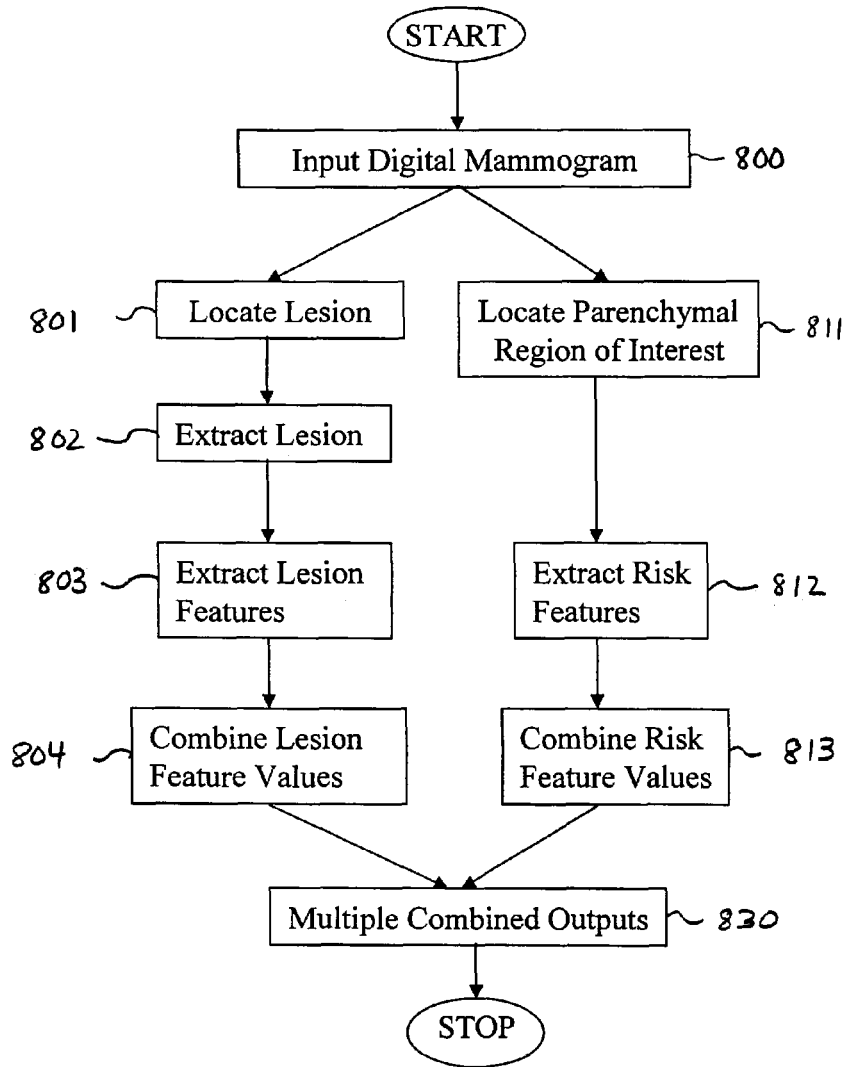 START
Input Digital Mammogram
800
801
Locate Lesion
Locate Parenchymal
Region of Interest
811
802
Extract Lesion
803
Extract Lesion
Features
Extract Risk
Features
812
804
Combine Lesion
Feature Values
Combine Risk
Feature Values
813
Multiple Combined Outputs
830
STOP